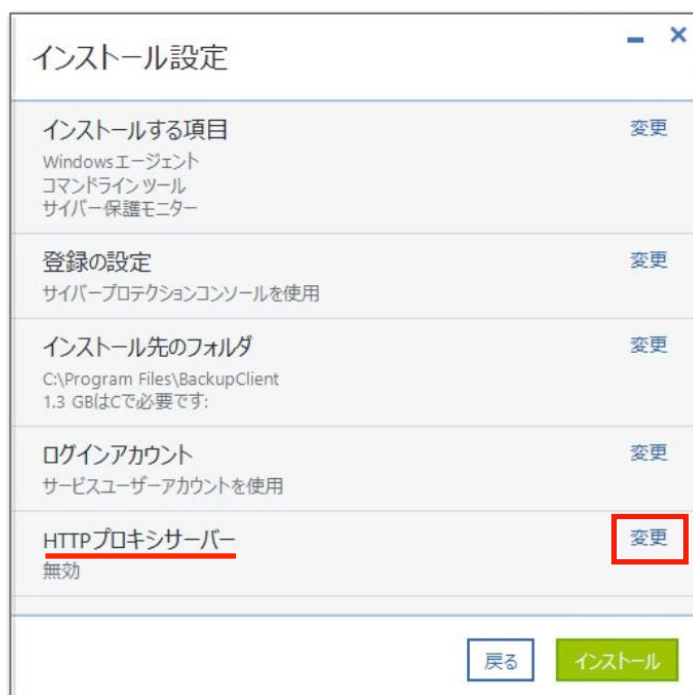 インストール設定
インストールする項目 変更
Windowsエージェント
コマンドライン ツール
サイバー保護モニター
登録の設定 変更
サイバープロテクションコンソールを使用
インストール先のフォルダ 変更
C:\Program Files\BackupClient
1.3 GBはCで必要です:
ログインアカウント 変更
サービスユーザーアカウントを使用
HTTPプロキシサーバー 変更
無効
戻る インストール